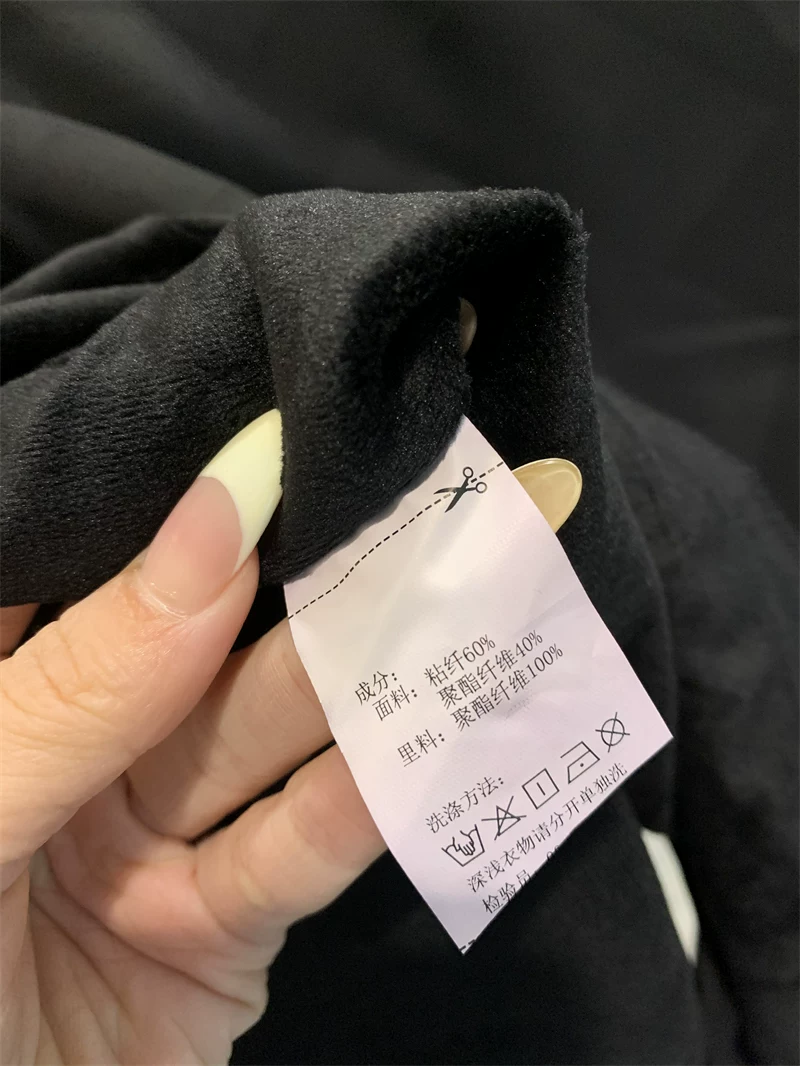 成分：
面料：粘纤60%
聚酯纤维40%
里料：聚酯纤维100%
洗涤方法：
深浅衣物请分开单独洗
检验员